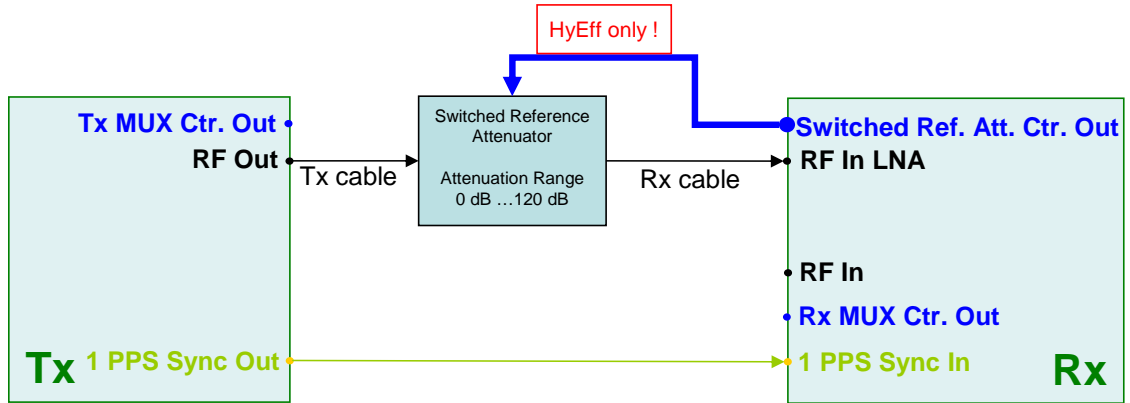 HyEff only !
Tx MUX Ctr. Out
RF Out
Tx cable
Switched Reference
Attenuator
Attenuation Range
0 dB …120 dB
Rx cable
Switched Ref. Att. Ctr. Out
RF In LNA
RF In
Rx MUX Ctr. Out
Tx
1 PPS Sync Out
1 PPS Sync In
Rx